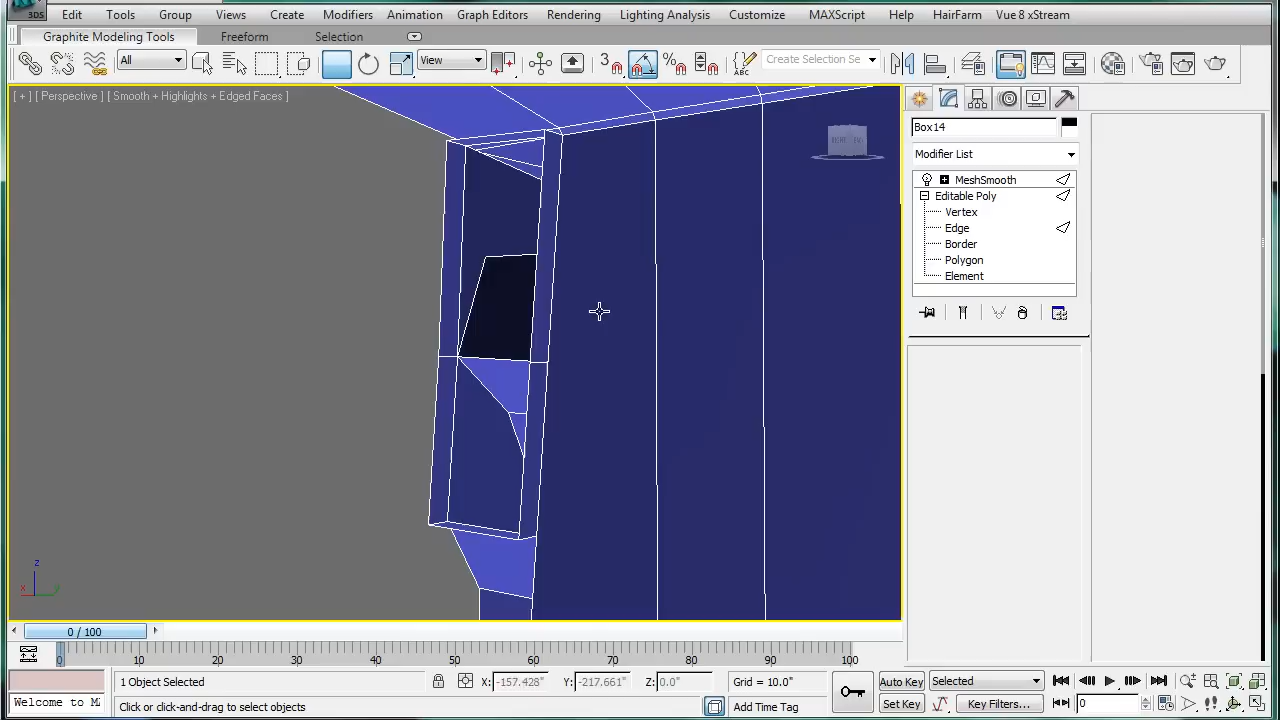 Edit Tools Group Views Create Modifiers Animation Graph Editors Rendering Lighting Analysis Customize MAXScript Help HairFarm Vue 8 xStream
3DS
Graphite Modeling Tools Freeform Selection
All View 3 % ABC Create Selection Se
[ + ] [ Perspective ] [ Smooth + Highlights + Edged Faces ]
Box14
Modifier List
MeshSmooth
Editable Poly
Vertex
Edge
Border
Polygon
Element
z
x y
0 / 100
0 10 20 30 40 50 60 70 80 90 100
1 Object Selected X: -157.428" Y: -217.661" Z: 0.0" Grid = 10.0" Auto Key Selected
Welcome to M Click or click-and-drag to select objects Add Time Tag Set Key Key Filters... 0